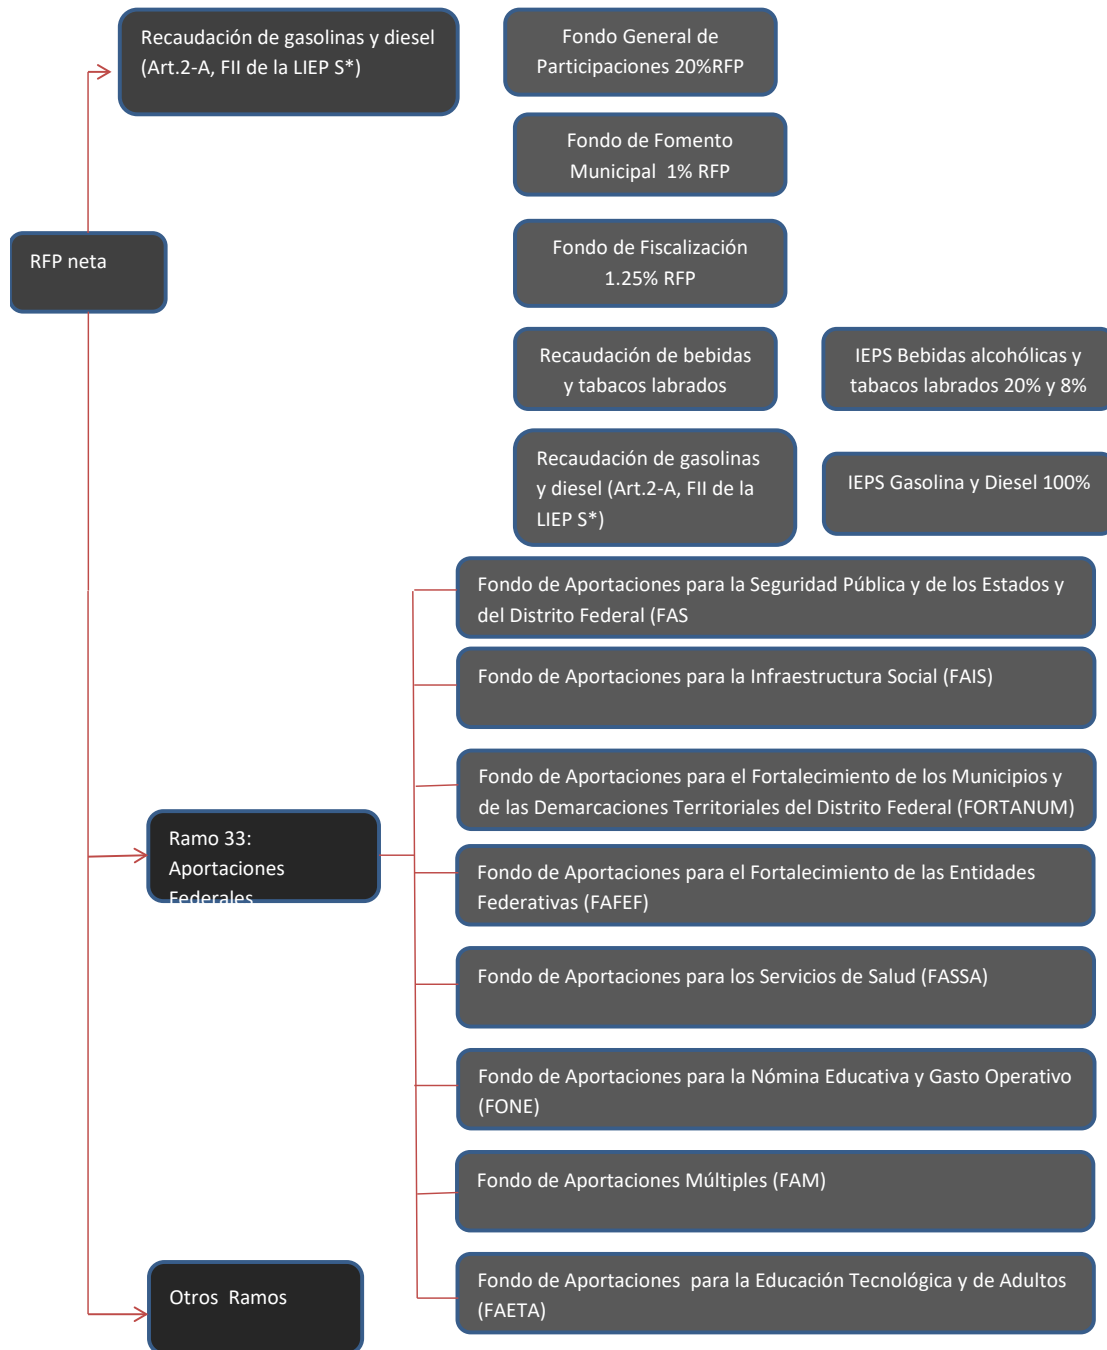 Recaudación de gasolinas y diesel
(Art.2-A, FII de la LIEP S*)
Fondo General de
Participaciones 20%RFP
Fondo de Fomento
Municipal 1% RFP
RFP neta
Fondo de Fiscalización
1.25% RFP
Recaudación de bebidas
y tabacos labrados
IEPS Bebidas alcohólicas y
tabacos labrados 20% y 8%
Recaudación de gasolinas
y diesel (Art.2-A, FII de la
LIEP S*)
IEPS Gasolina y Diesel 100%
Fondo de Aportaciones para la Seguridad Pública y de los Estados y
del Distrito Federal (FAS
Fondo de Aportaciones para la Infraestructura Social (FAIS)
Fondo de Aportaciones para el Fortalecimiento de los Municipios y
de las Demarcaciones Territoriales del Distrito Federal (FORTANUM)
Ramo 33:
Aportaciones
Federales
Fondo de Aportaciones para el Fortalecimiento de las Entidades
Federativas (FAFEF)
Fondo de Aportaciones para los Servicios de Salud (FASSA)
Fondo de Aportaciones para la Nómina Educativa y Gasto Operativo
(FONE)
Fondo de Aportaciones Múltiples (FAM)
Fondo de Aportaciones para la Educación Tecnológica y de Adultos
(FAETA)
Otros Ramos